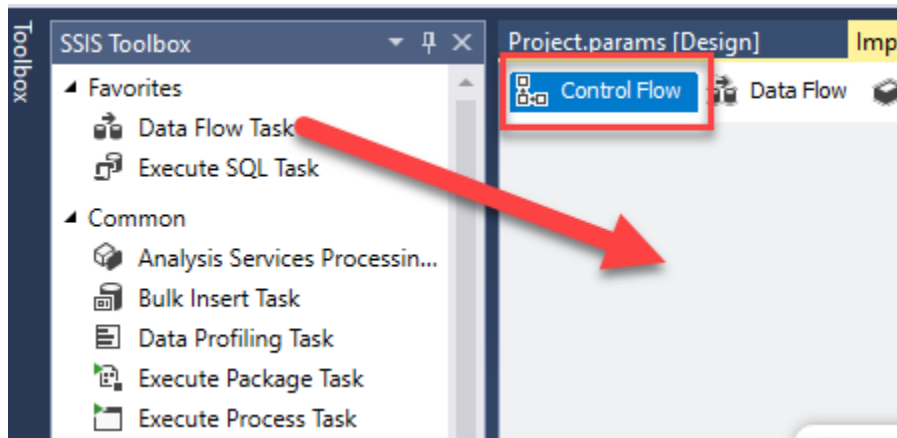 Toolbox
SSIS Toolbox
Project.params [Design]
Imp
Control Flow
Data Flow
Favorites
Data Flow Task
Execute SQL Task
Common
Analysis Services Processin...
Bulk Insert Task
Data Profiling Task
Execute Package Task
Execute Process Task